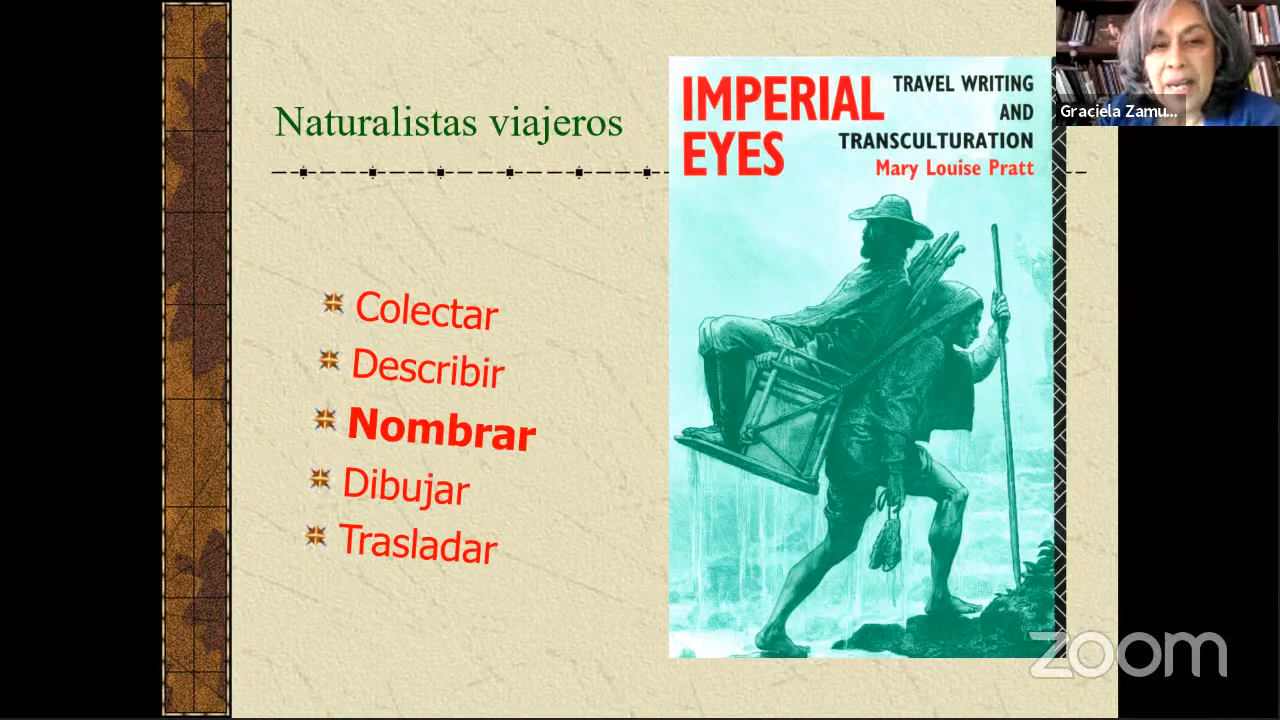 Naturalistas viajeros
Colectar
Describir
Nombrar
Dibujar
Trasladar
IMPERIAL
EYES
TRAVEL WRITING
AND
TRANSCULTURATION
Mary Louise Pratt
Graciela Zamu...
zoom